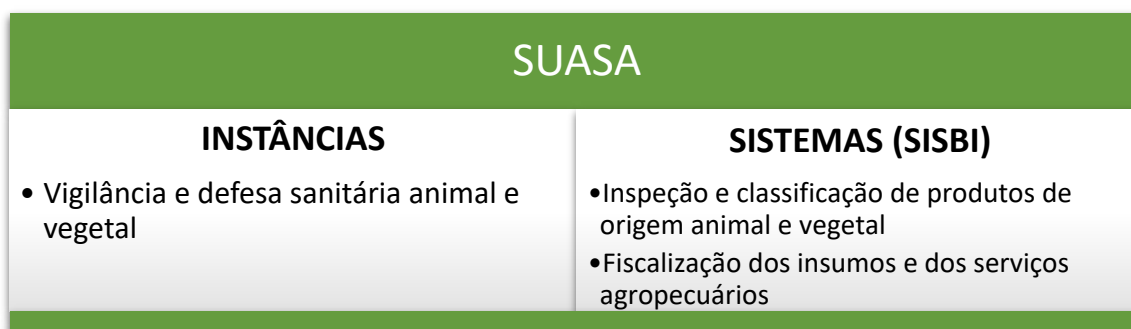 SUASA
INSTÂNCIAS
• Vigilância e defesa sanitária animal e
vegetal
SISTEMAS (SISBI)
•Inspeção e classificação de produtos de
origem animal e vegetal
•Fiscalização dos insumos e dos serviços
agropecuários